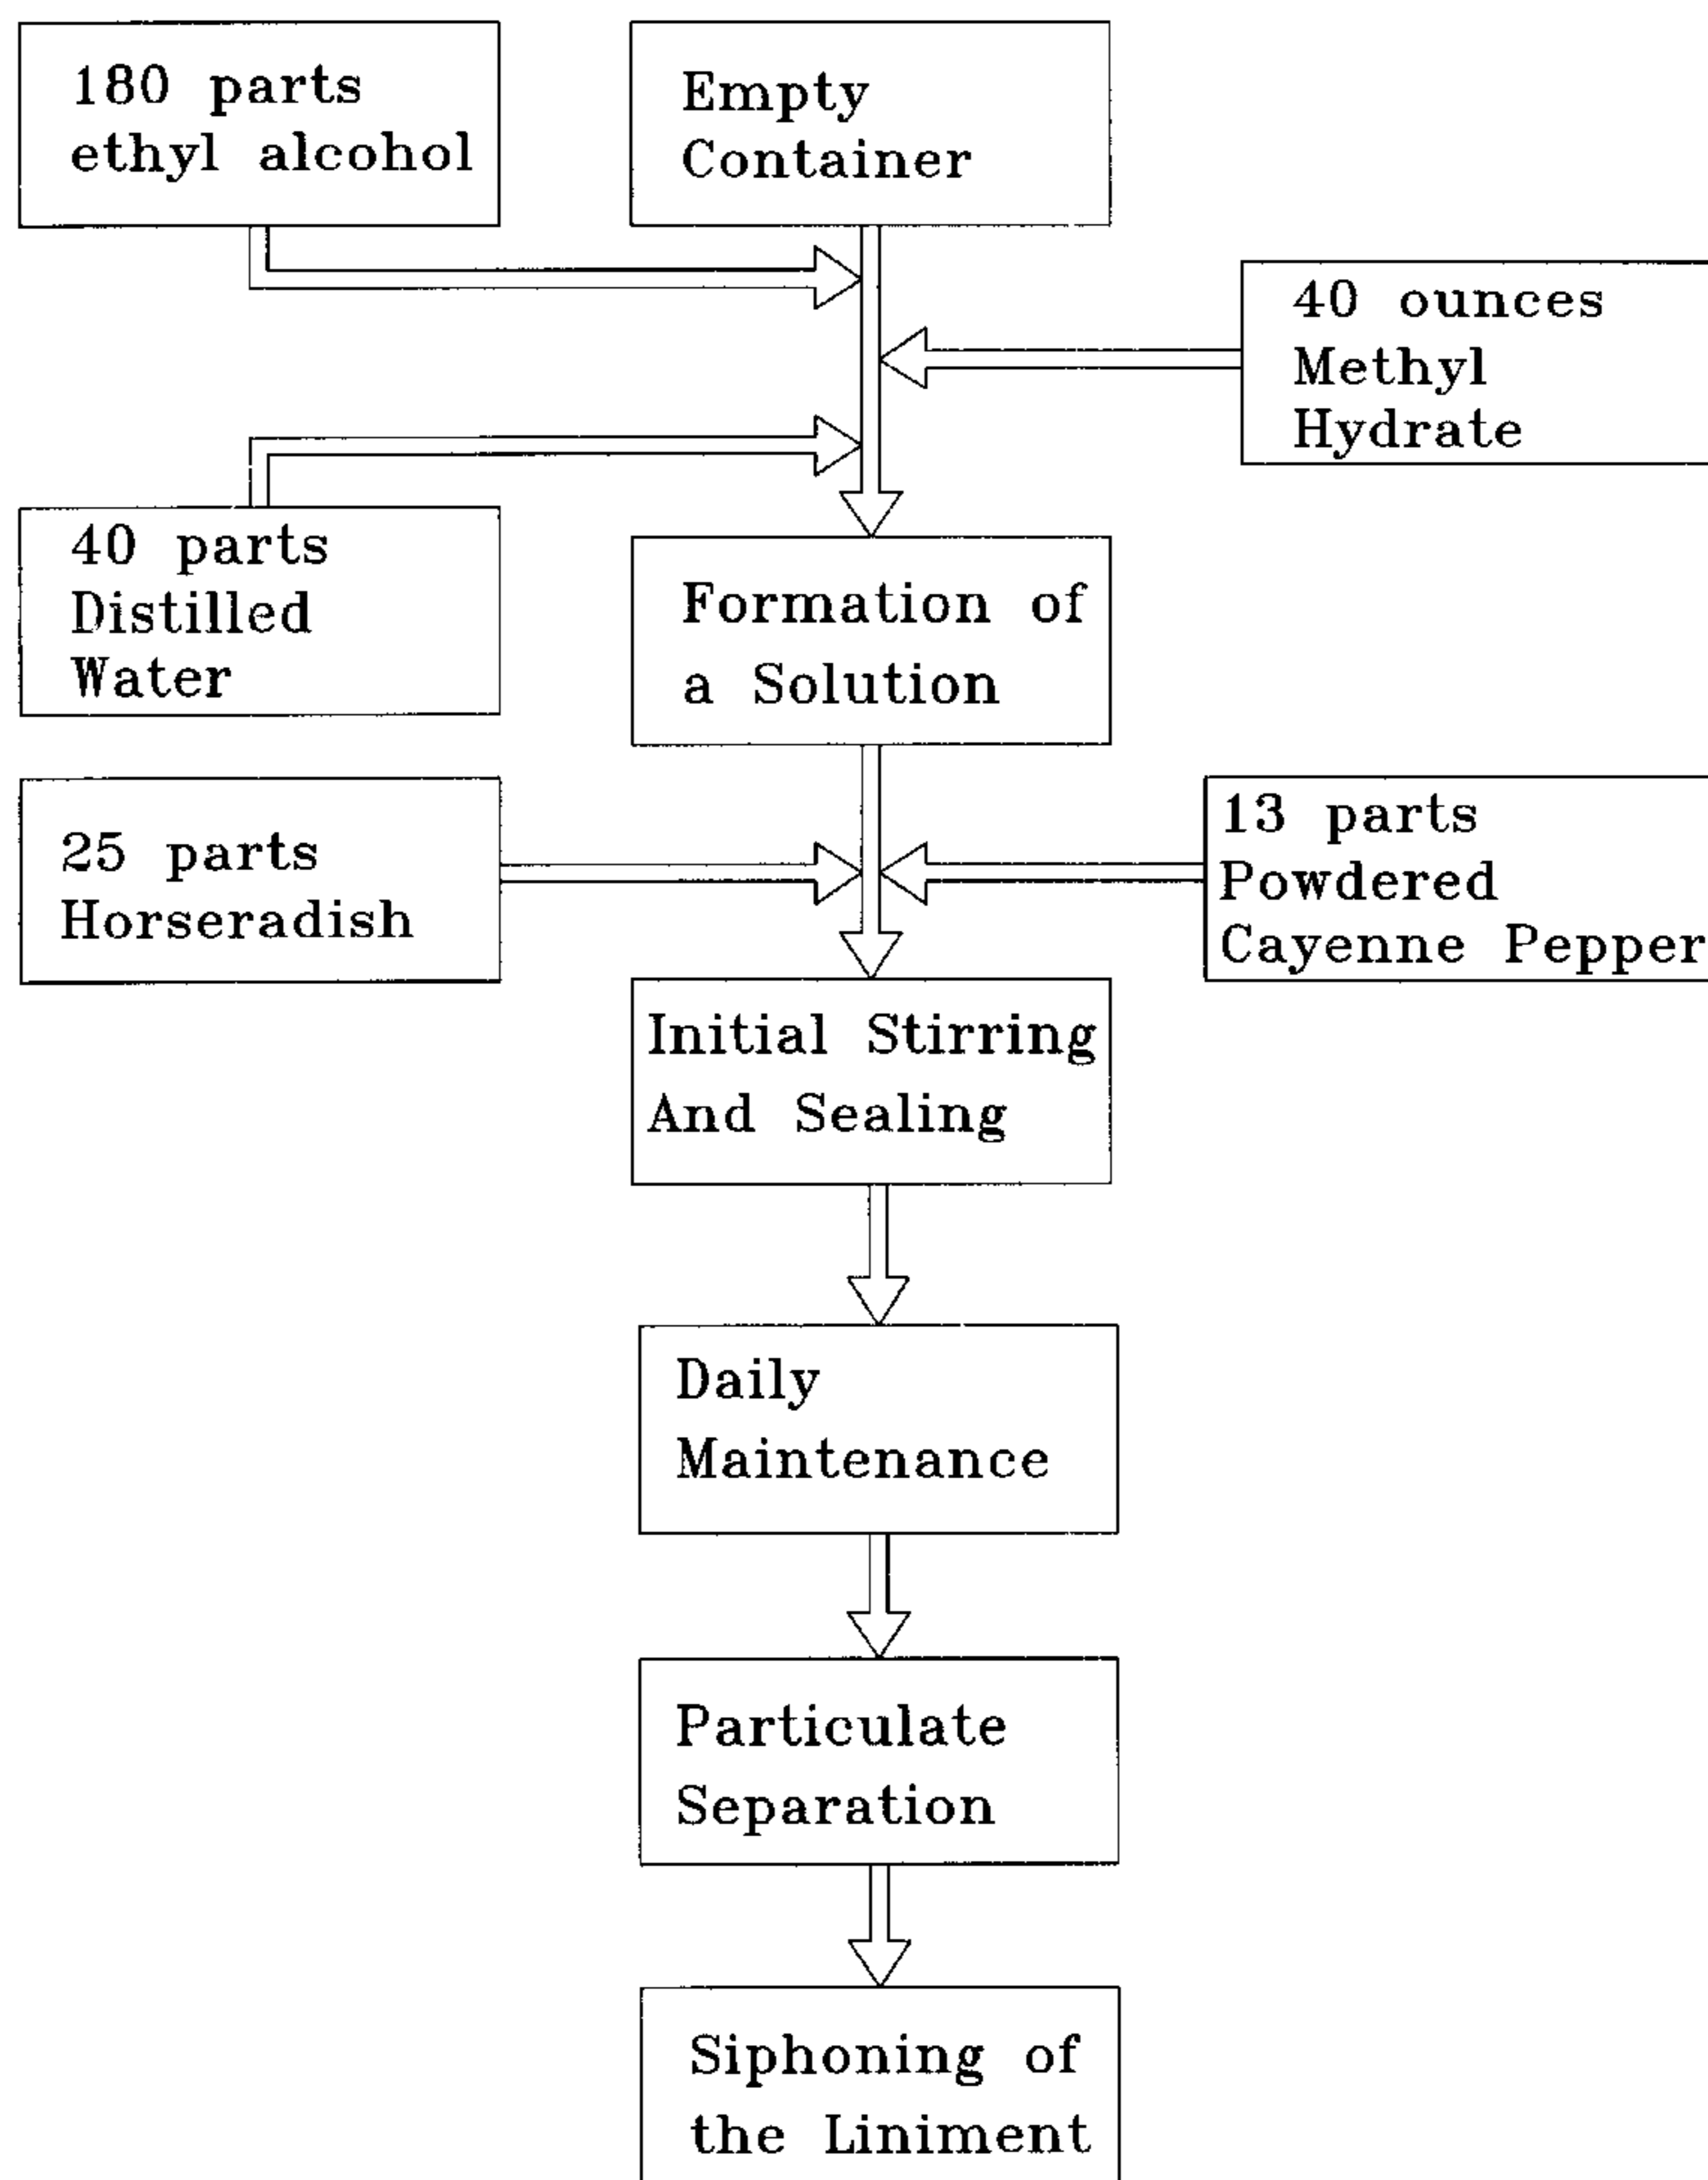 180 parts
ethyl alcohol
Empty
Container
40 ounces
Methyl
Hydrate
40 parts
Distilled
Water
Formation of
a Solution
25 parts
Horseradish
13 parts
Powdered
Cayenne Pepper
Initial Stirring
And Sealing
Daily
Maintenance
Particulate
Separation
Siphoning of
the Liniment